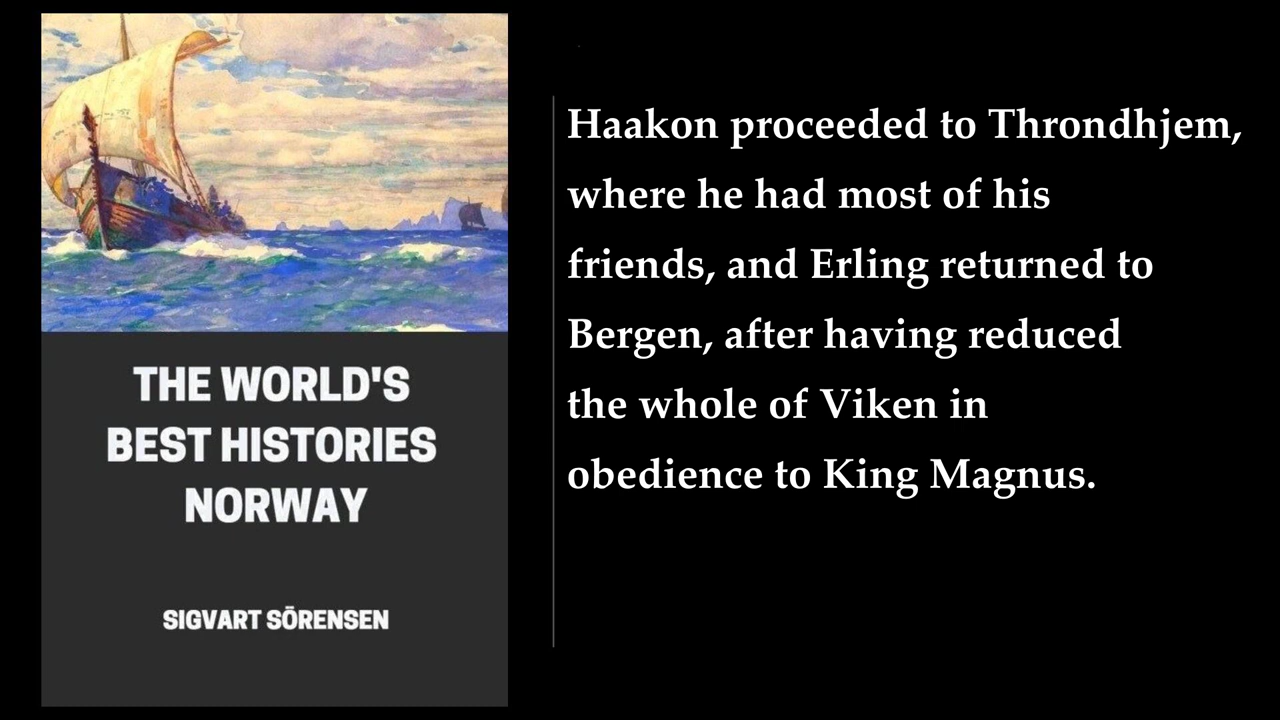 THE WORLD'S
BEST HISTORIES
NORWAY
SIGVART SÖRENSEN
Haakon proceeded to Throndhjem,
where he had most of his
friends, and Erling returned to
Bergen, after having reduced
the whole of Viken in
obedience to King Magnus.